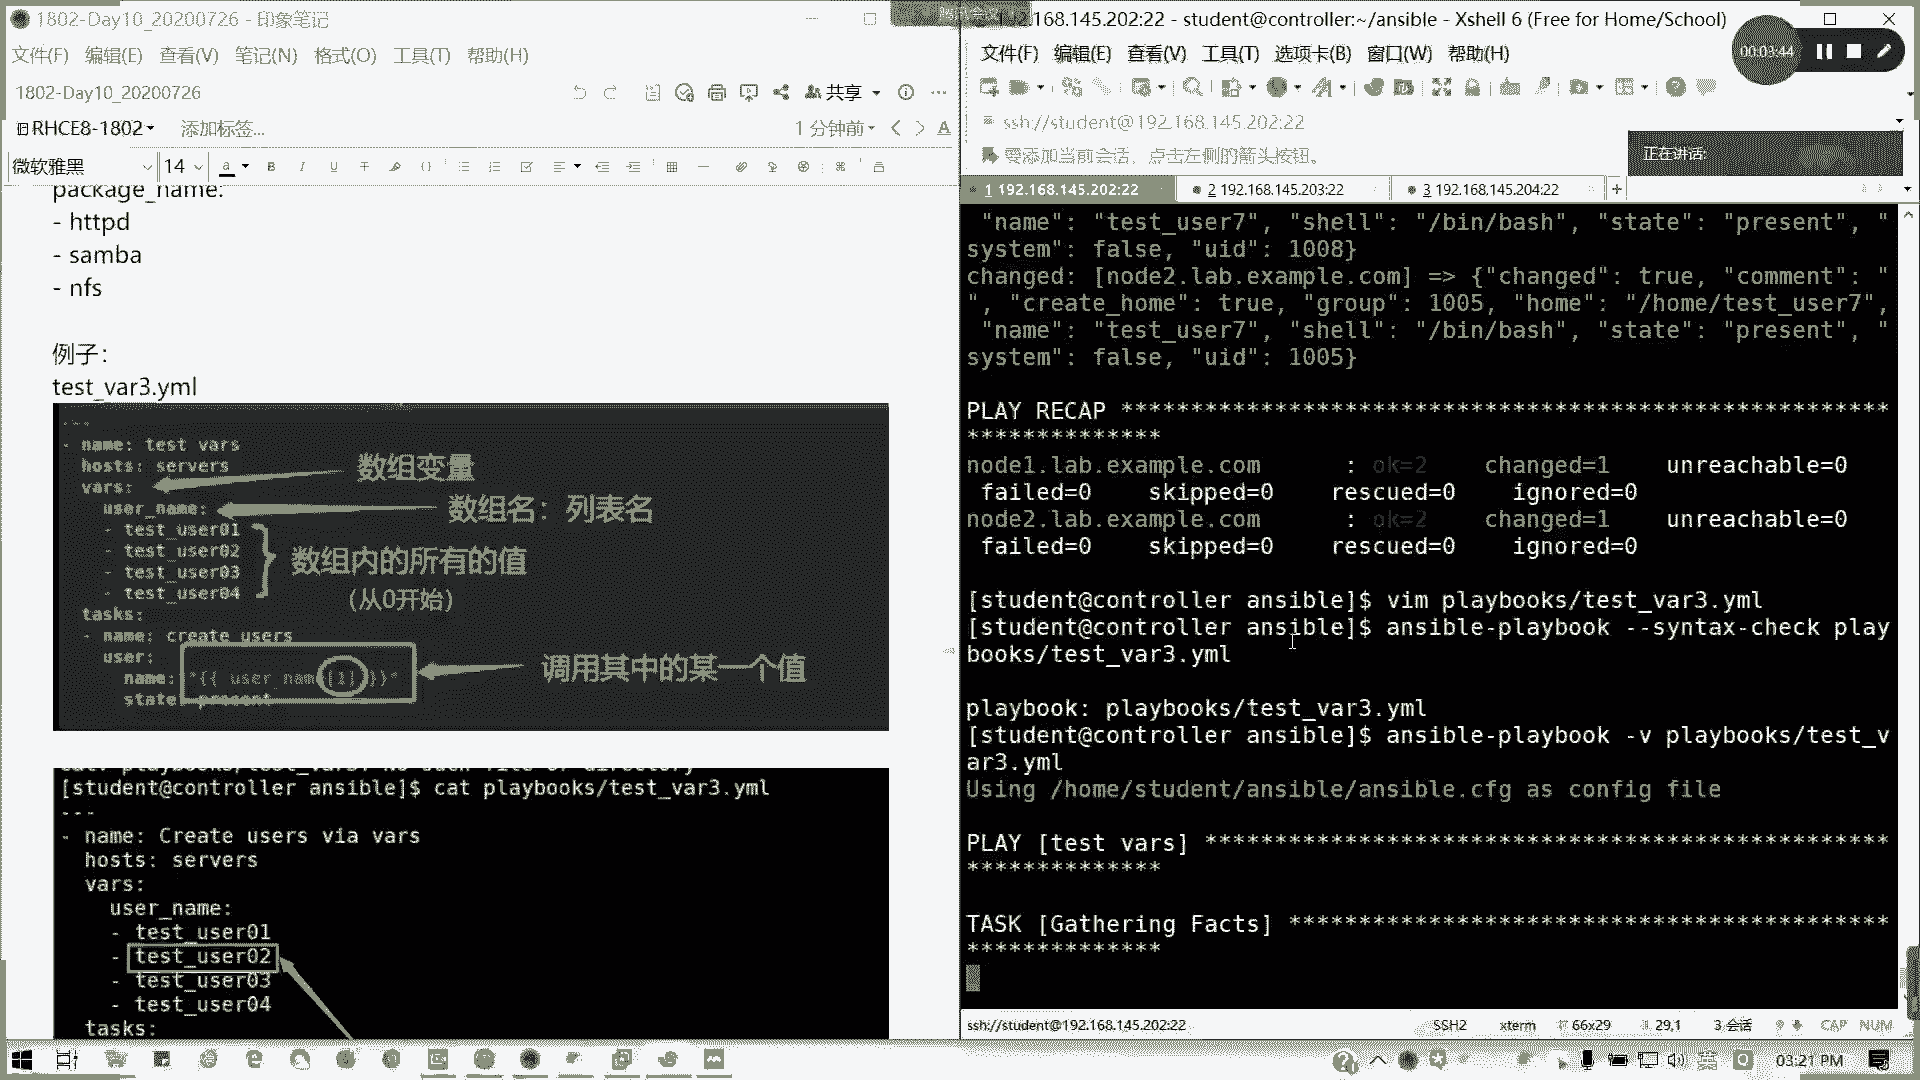 1802-Day10_20200726 - 印象笔记
文件(F) 编辑(E) 查看(V) 笔记(N) 格式(O) 工具(T) 帮助(H)
1802-Day10_20200726
共享
RHCE8-1802
添加标签...
1 分钟前
微软雅黑 14
package_name:
- httpd
- samba
- nfs
例子:
test_var3.yml
---
- name: test vars
hosts: servers
vars:
user_name:
- test_user01
- test_user02
- test_user03
- test_user04
tasks:
- name: create users
user:
name: "{{ user_name[1] }}"
state: present
数组变量
数组名：列表名
数组内的所有的值
(从0开始)
调用其中的某一个值
[student@controller ansible]$ cat playbooks/test_var3.yml
---
- name: Create users via vars
hosts: servers
vars:
user_name:
- test_user01
- test_user02
- test_user03
- test_user04
tasks:
192.168.145.202:22 - student@controller:~/ansible - Xshell 6 (Free for Home/School)
文件(F) 编辑(E) 查看(V) 工具(T) 选项卡(B) 窗口(W) 帮助(H)
00:03:44
ssh://student@192.168.145.202:22
要添加当前会话，点击左侧的箭头按钮。
正在讲话:
1 192.168.145.202:22
2 192.168.145.203:22
3 192.168.145.204:22
"name": "test_user7", "shell": "/bin/bash", "state": "present", "
system": false, "uid": 1008}
changed: [node2.lab.example.com] => {"changed": true, "comment": "
", "create_home": true, "group": 1005, "home": "/home/test_user7",
"name": "test_user7", "shell": "/bin/bash", "state": "present", "
system": false, "uid": 1005}
PLAY RECAP *******************************************************
**************
node1.lab.example.com : ok=2 changed=1 unreachable=0
failed=0 skipped=0 rescued=0 ignored=0
node2.lab.example.com : ok=2 changed=1 unreachable=0
failed=0 skipped=0 rescued=0 ignored=0
[student@controller ansible]$ vim playbooks/test_var3.yml
[student@controller ansible]$ ansible-playbook --syntax-check play
books/test_var3.yml
playbook: playbooks/test_var3.yml
[student@controller ansible]$ ansible-playbook -v playbooks/test_v
ar3.yml
Using /home/student/ansible/ansible.cfg as config file
PLAY [test vars] *************************************************
**************
TASK [Gathering Facts] *******************************************
**************
ssh://student@192.168.145.202:22
SSH2
xterm
66x29
29,1
3 会话
CAP NUM
英
03:21 PM